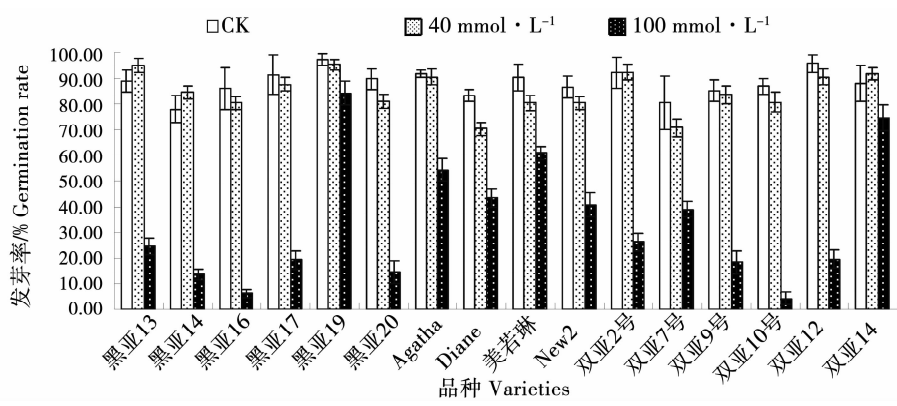 CK 40 mmol · L⁻¹ 100 mmol · L⁻¹
发芽率/% Germination rate
100.00
90.00
80.00
70.00
60.00
50.00
40.00
30.00
20.00
10.00
0.00
黑亚13
黑亚14
黑亚16
黑亚17
黑亚19
黑亚20
Agatha
Diane
美若琳
New2
双亚2号
双亚7号
双亚9号
双亚10号
双亚12
双亚14
品种 Varictics